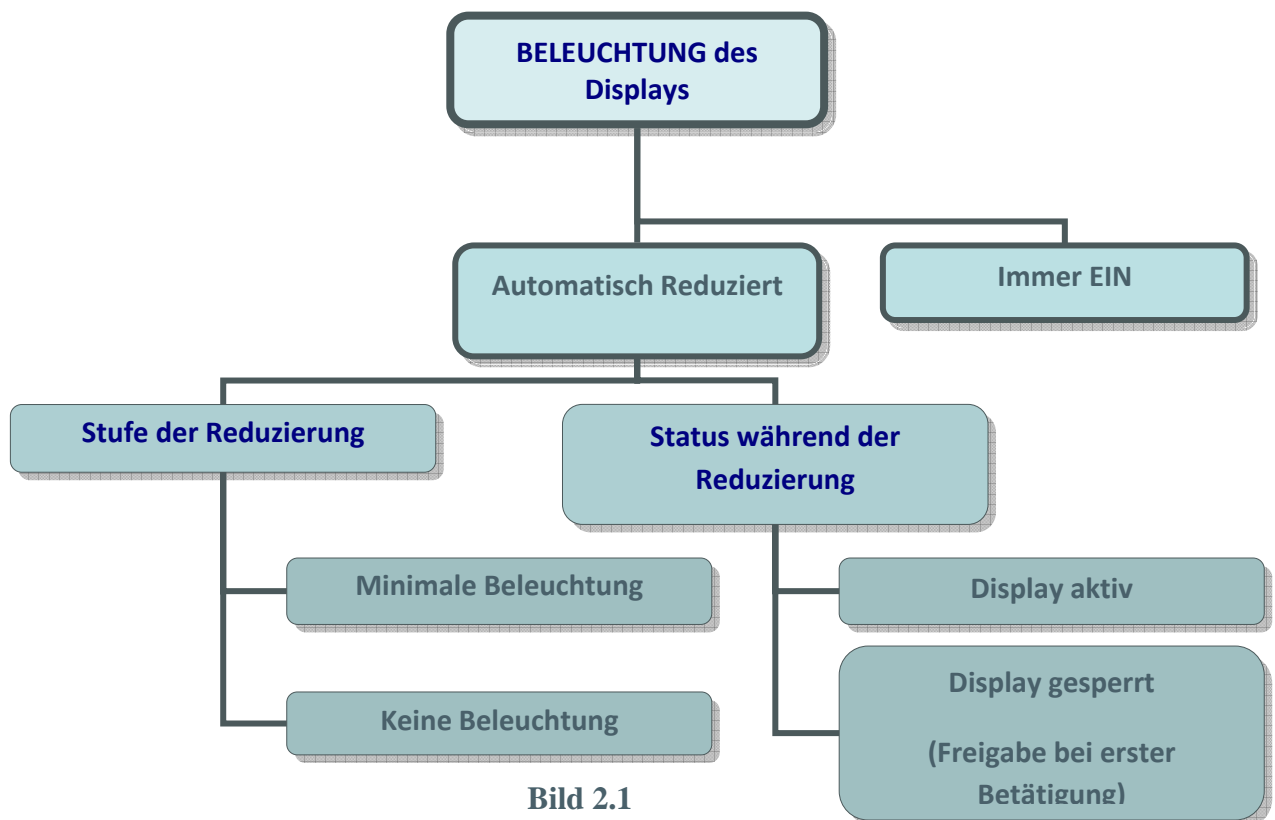 BELEUCHTUNG des
Displays
Automatisch Reduziert
Immer EIN
Stufe der Reduzierung
Status während der
Reduzierung
Minimale Beleuchtung
Display aktiv
Keine Beleuchtung
Display gesperrt
(Freigabe bei erster
Betätigung)
Bild 2.1